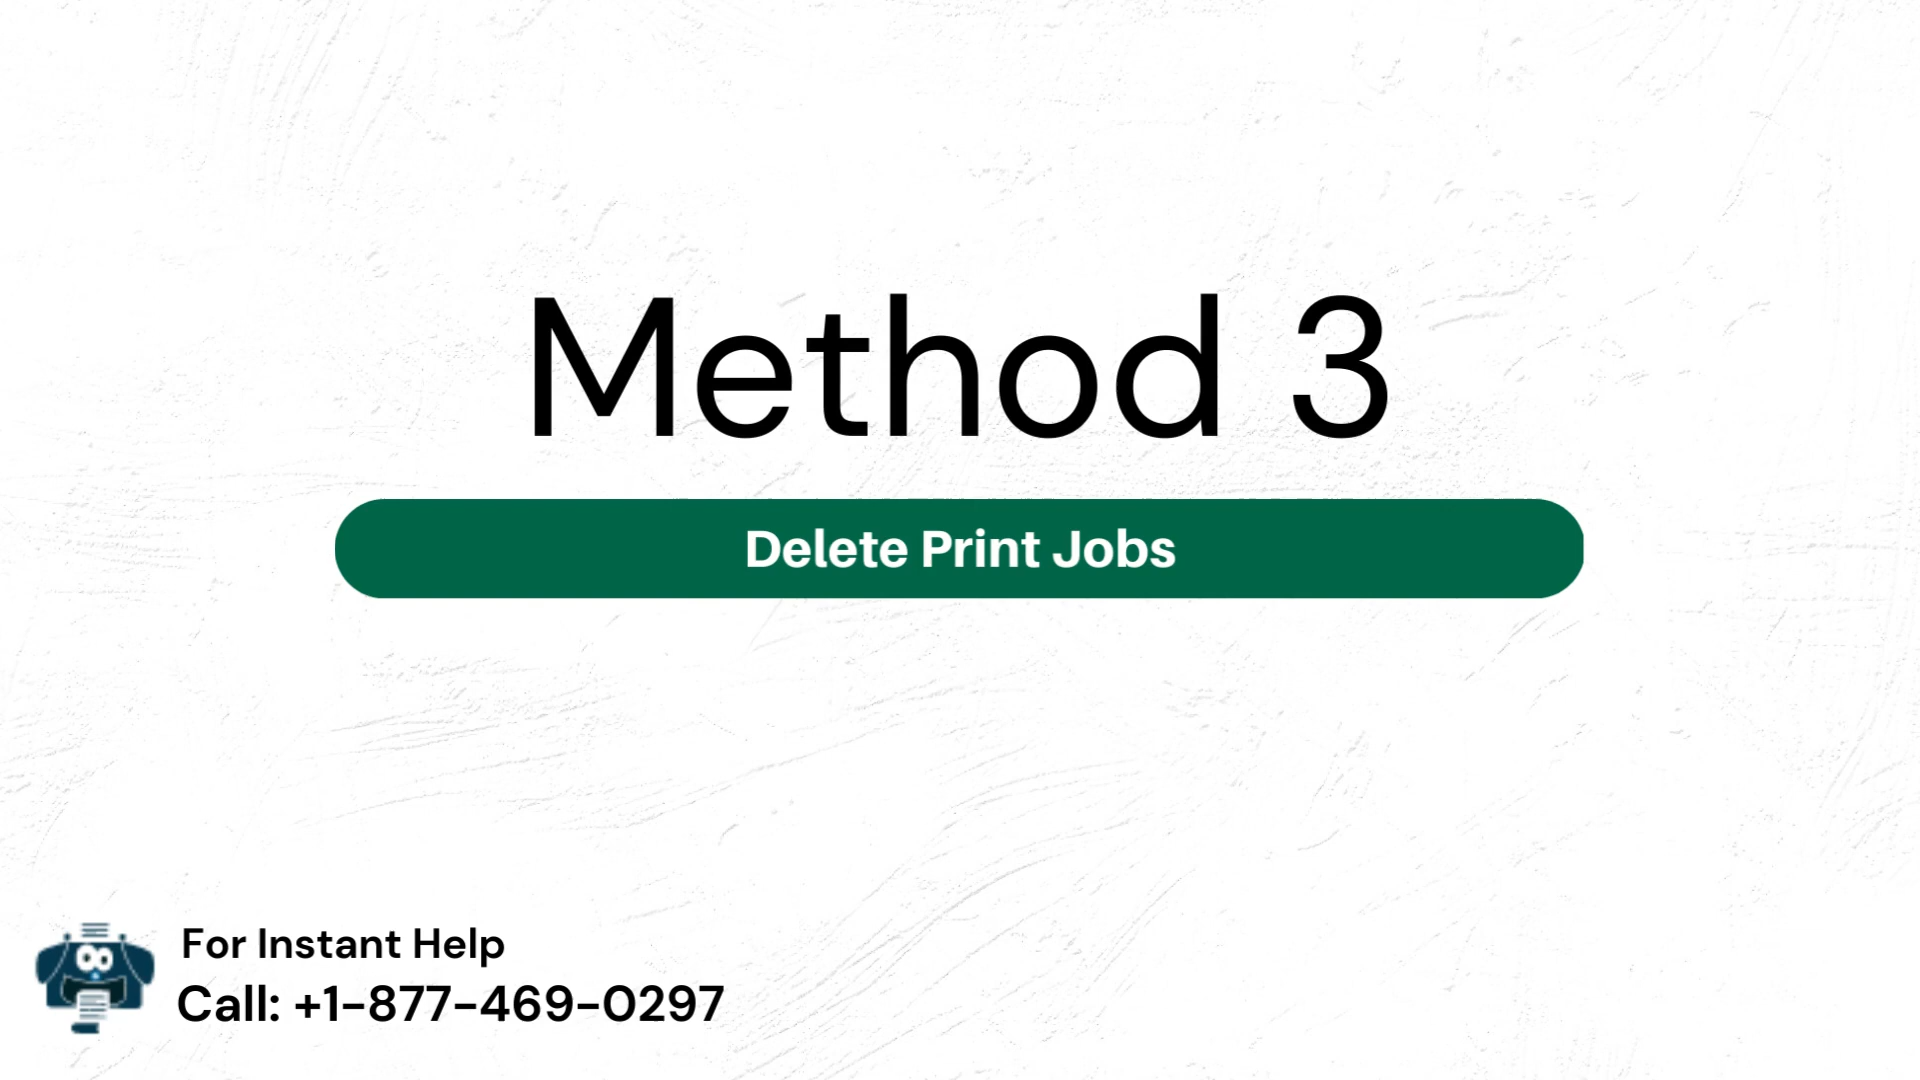 Method 3
Delete Print Jobs
For Instant Help
Call: +1-877-469-0297